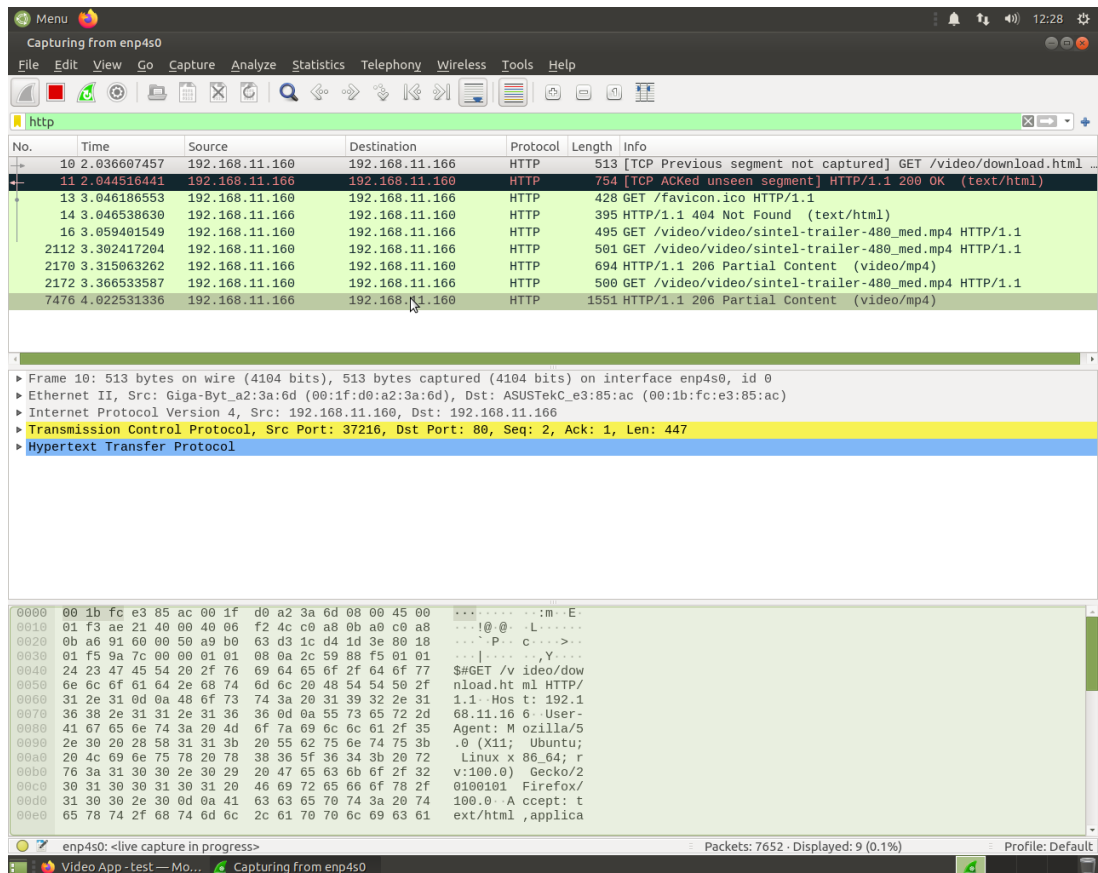 Menu 12:28
Capturing from enp4s0
File Edit View Go Capture Analyze Statistics Telephony Wireless Tools Help
http
No. Time Source Destination Protocol Length Info
10 2.036607457 192.168.11.160 192.168.11.166 HTTP 513 [TCP Previous segment not captured] GET /video/download.html …
11 2.044516441 192.168.11.166 192.168.11.160 HTTP 754 [TCP ACKed unseen segment] HTTP/1.1 200 OK (text/html)
13 3.046186553 192.168.11.160 192.168.11.166 HTTP 428 GET /favicon.ico HTTP/1.1
14 3.046538630 192.168.11.166 192.168.11.160 HTTP 395 HTTP/1.1 404 Not Found (text/html)
16 3.059401549 192.168.11.160 192.168.11.166 HTTP 495 GET /video/video/sintel-trailer-480_med.mp4 HTTP/1.1
2112 3.302417204 192.168.11.160 192.168.11.166 HTTP 501 GET /video/video/sintel-trailer-480_med.mp4 HTTP/1.1
2170 3.315063262 192.168.11.166 192.168.11.160 HTTP 694 HTTP/1.1 206 Partial Content (video/mp4)
2172 3.366533587 192.168.11.160 192.168.11.166 HTTP 500 GET /video/video/sintel-trailer-480_med.mp4 HTTP/1.1
7476 4.022531336 192.168.11.166 192.168.11.160 HTTP 1551 HTTP/1.1 206 Partial Content (video/mp4)
Frame 10: 513 bytes on wire (4104 bits), 513 bytes captured (4104 bits) on interface enp4s0, id 0
Ethernet II, Src: Giga-Byt_a2:3a:6d (00:1f:d0:a2:3a:6d), Dst: ASUSTekC_e3:85:ac (00:1b:fc:e3:85:ac)
Internet Protocol Version 4, Src: 192.168.11.160, Dst: 192.168.11.166
Transmission Control Protocol, Src Port: 37216, Dst Port: 80, Seq: 2, Ack: 1, Len: 447
Hypertext Transfer Protocol
0000 00 1b fc e3 85 ac 00 1f d0 a2 3a 6d 08 00 45 00 ········ ··:m··E·
0010 01 f3 ae 21 40 00 40 06 f2 4c c0 a8 0b a0 c0 a8 ···!@·@· ·L······
0020 0b a6 91 60 00 50 a9 b0 63 d3 1c d4 1d 3e 80 18 ···`·P·· c····>··
0030 01 f5 9a 7c 00 00 01 01 08 0a 2c 59 88 f5 01 01 ···|···· ··,Y····
0040 24 23 47 45 54 20 2f 76 69 64 65 6f 2f 64 6f 77 $#GET /v ideo/dow
0050 6e 6c 6f 61 64 2e 68 74 6d 6c 20 48 54 54 50 2f nload.ht ml HTTP/
0060 31 2e 31 0d 0a 48 6f 73 74 3a 20 31 39 32 2e 31 1.1··Hos t: 192.1
0070 36 38 2e 31 31 2e 31 36 36 0d 0a 55 73 65 72 2d 68.11.16 6··User-
0080 41 67 65 6e 74 3a 20 4d 6f 7a 69 6c 6c 61 2f 35 Agent: M ozilla/5
0090 2e 30 20 28 58 31 31 3b 20 55 62 75 6e 74 75 3b .0 (X11; Ubuntu;
00a0 20 4c 69 6e 75 78 20 78 38 36 5f 36 34 3b 20 72 Linux x 86_64; r
00b0 76 3a 31 30 30 2e 30 29 20 47 65 63 6b 6f 2f 32 v:100.0) Gecko/2
00c0 30 31 30 30 31 30 31 20 46 69 72 65 66 6f 78 2f 0100101 Firefox/
00d0 31 30 30 2e 30 0d 0a 41 63 63 65 70 74 3a 20 74 100.0··A ccept: t
00e0 65 78 74 2f 68 74 6d 6c 2c 61 70 70 6c 69 63 61 ext/html ,applica
enp4s0: <live capture in progress> Packets: 7652 · Displayed: 9 (0.1%) Profile: Default
Video App - test — Mo... Capturing from enp4s0